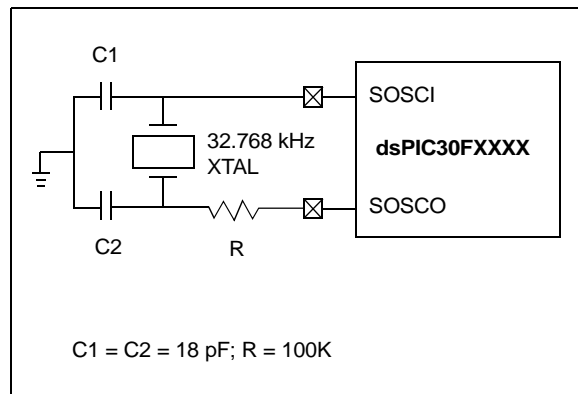 C1
SOSCI
32.768 kHz
XTAL
dsPIC30FXXXX
SOSCO
C2
R
C1 = C2 = 18 pF; R = 100K